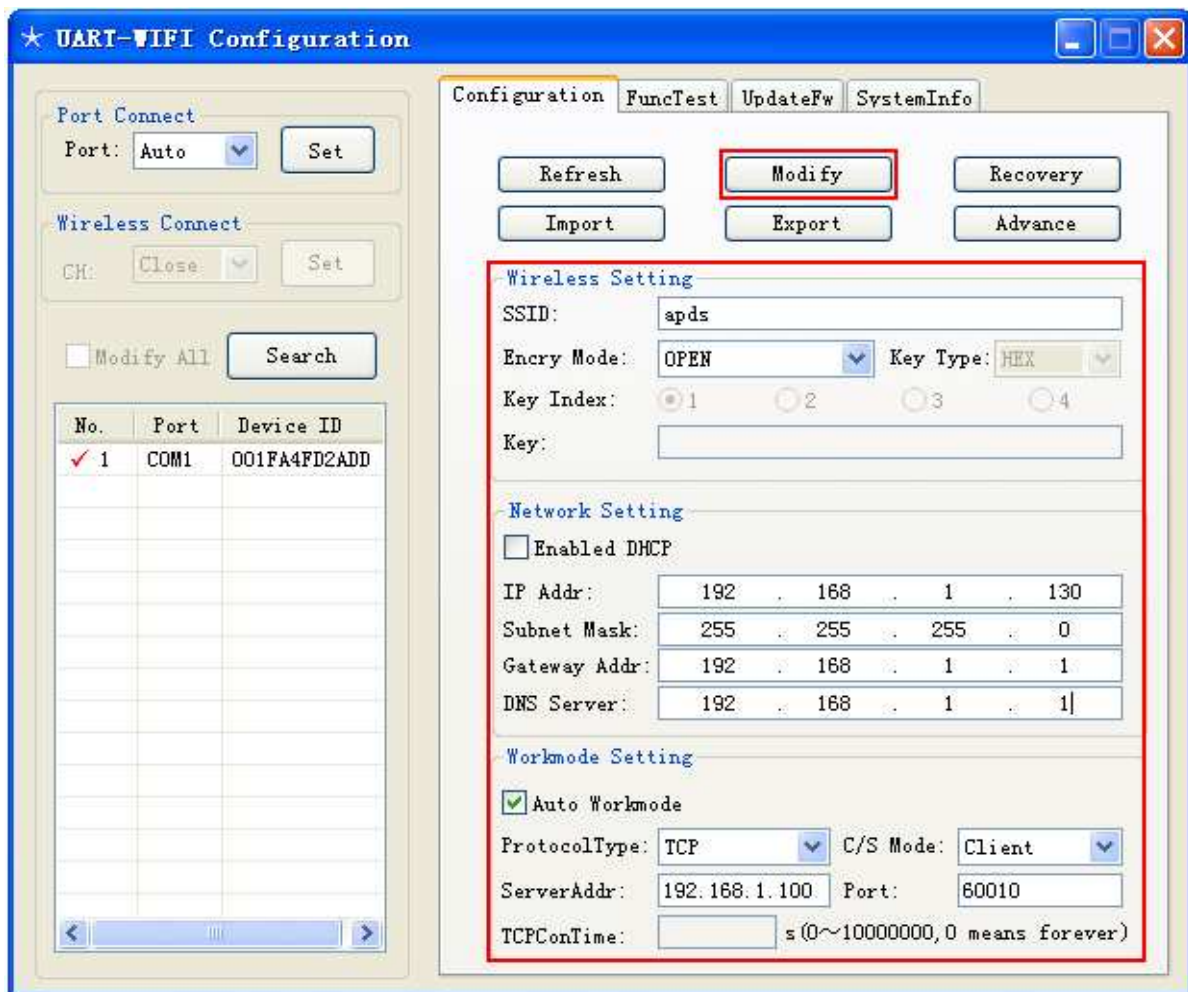 UART-WIFI Configuration
Port Connect
Port: Auto Set
Wireless Connect
CH: Close Set
Modify All Search
No. Port Device ID
1 COM1 001FA4FD2ADD
Configuration FuncTest UpdateFw SystemInfo
Refresh Modify Recovery
Import Export Advance
Wireless Setting
SSID: apds
Encry Mode: OPEN Key Type: HEX
Key Index: 1 2 3 4
Key:
Network Setting
Enabled DHCP
IP Addr: 192 . 168 . 1 . 130
Subnet Mask: 255 . 255 . 255 . 0
Gateway Addr: 192 . 168 . 1 . 1
DNS Server: 192 . 168 . 1 . 1
Workmode Setting
Auto Workmode
ProtocolType: TCP C/S Mode: Client
ServerAddr: 192.168.1.100 Port: 60010
TCPConTime: s(0~10000000,0 means forever)